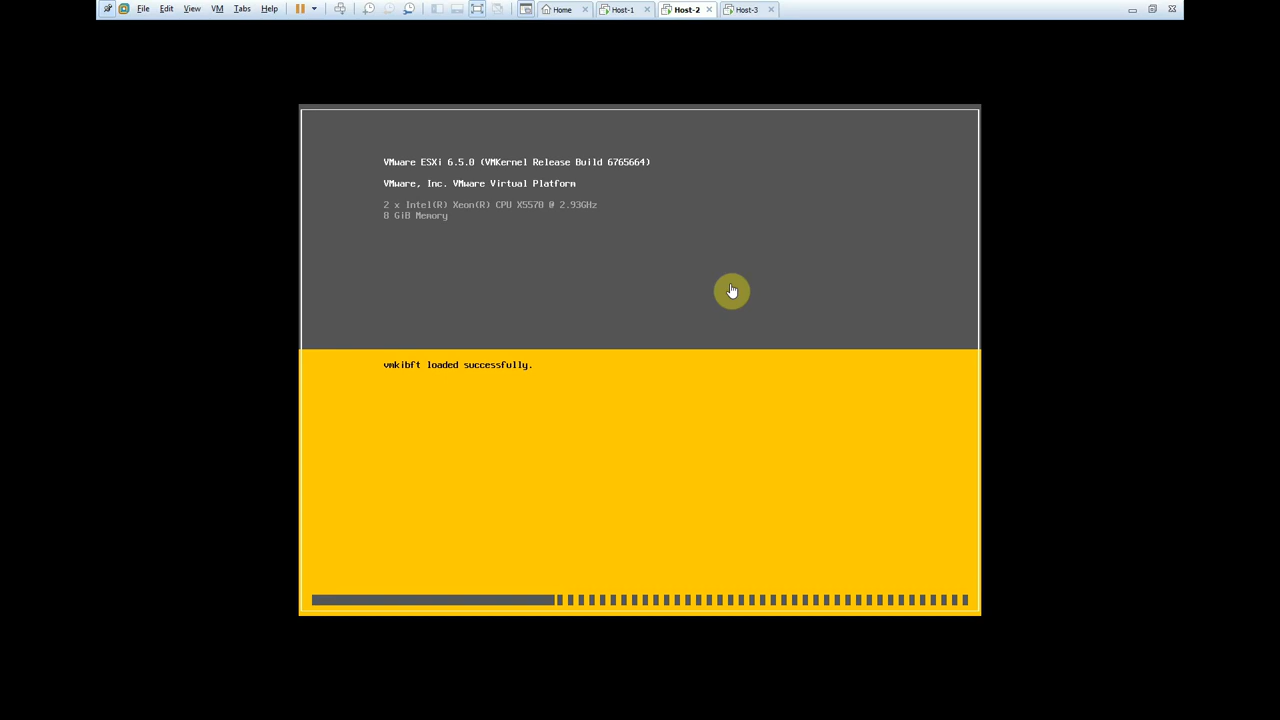 File Edit View VM Tabs Help Home Host-1 Host-2 Host-3
VMware ESXi 6.5.0 (VMKernel Release Build 6765664)
VMware, Inc. VMware Virtual Platform
2 x Intel(R) Xeon(R) CPU X5570 @ 2.93GHz
8 GiB Memory
vmkibft loaded successfully.